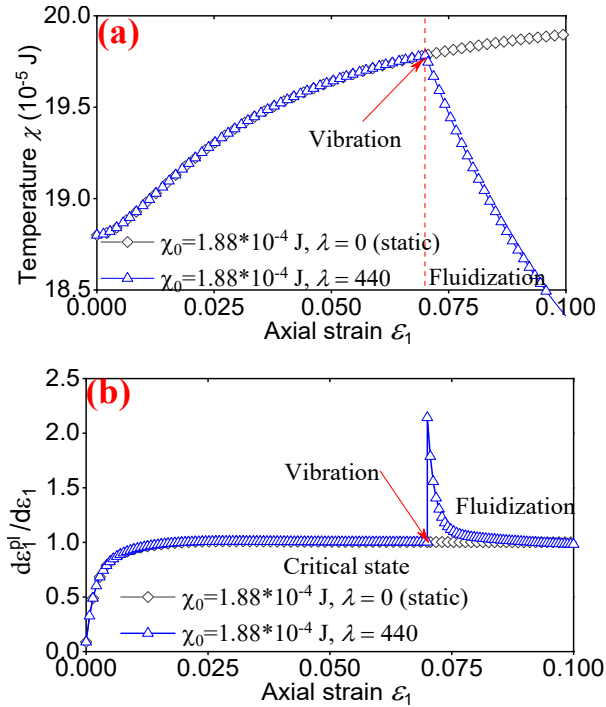 (a)
20.0
19.5
19.0
18.5
Temperature χ (10⁻⁵ J)
Vibration
χ₀=1.88*10⁻⁴ J, λ = 0 (static)
χ₀=1.88*10⁻⁴ J, λ = 440
Fluidization
0.000 0.025 0.050 0.075 0.100
Axial strain ε₁
(b)
2.5
2.0
1.5
1.0
0.5
0.0
dε₁ᵖˡ/dε₁
Vibration
Fluidization
Critical state
χ₀=1.88*10⁻⁴ J, λ = 0 (static)
χ₀=1.88*10⁻⁴ J, λ = 440
0.000 0.025 0.050 0.075 0.100
Axial strain ε₁